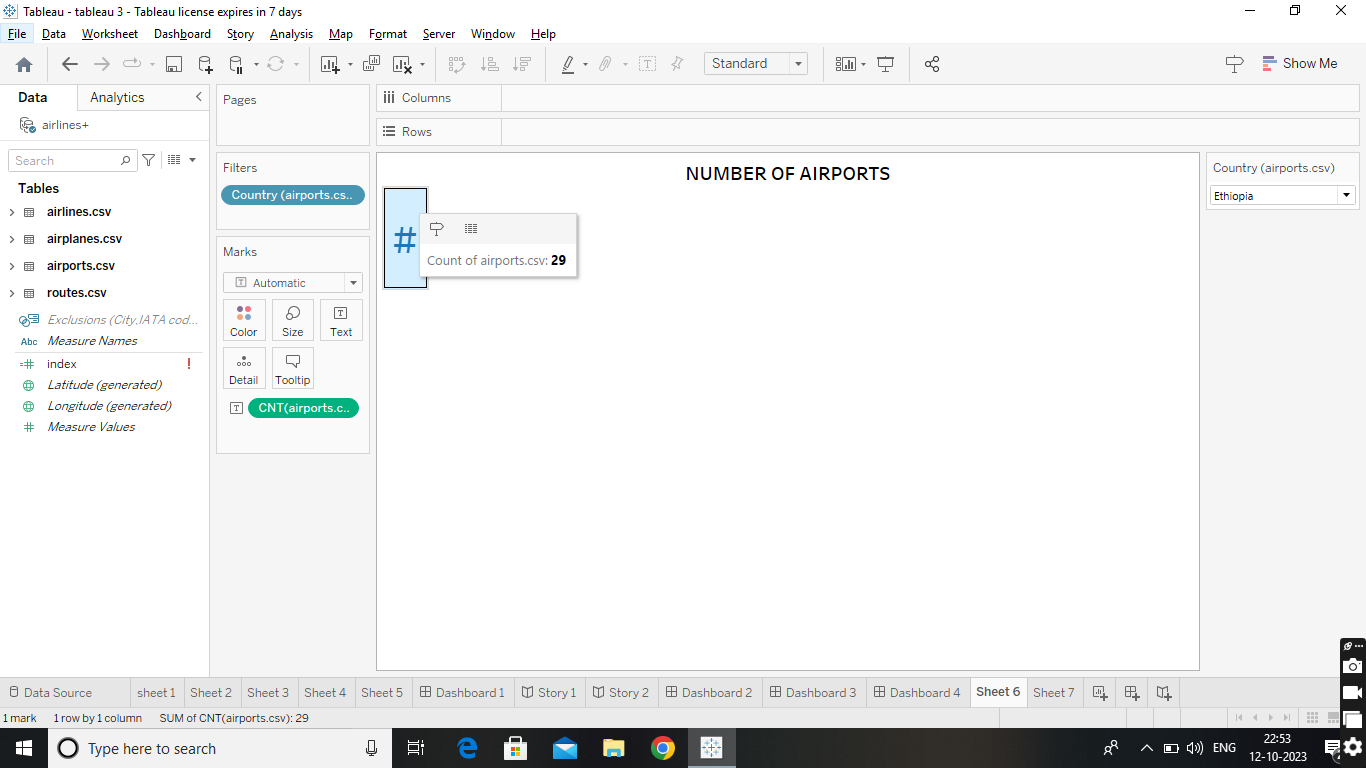 Tableau - tableau 3 - Tableau license expires in 7 days
File Data Worksheet Dashboard Story Analysis Map Format Server Window Help
Standard
Show Me
Data Analytics
airlines+
Search
Tables
airlines.csv
airplanes.csv
airports.csv
routes.csv
Exclusions (City,IATA cod...
Abc Measure Names
=# index !
Latitude (generated)
Longitude (generated)
# Measure Values
Pages
Filters
Country (airports.cs..
Marks
T Automatic
Color Size Text
Detail Tooltip
T CNT(airports.c..
Columns
Rows
NUMBER OF AIRPORTS
#
Count of airports.csv: 29
Country (airports.csv)
Ethiopia
Data Source sheet 1 Sheet 2 Sheet 3 Sheet 4 Sheet 5 Dashboard 1 Story 1 Story 2 Dashboard 2 Dashboard 3 Dashboard 4 Sheet 6 Sheet 7
1 mark 1 row by 1 column SUM of CNT(airports.csv): 29
Type here to search
ENG
22:53
12-10-2023